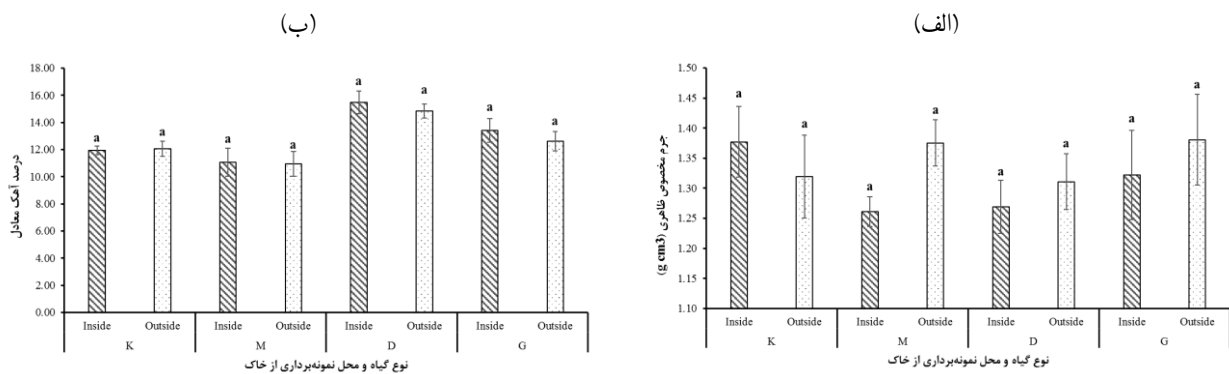 (الف)
a a a a a a a a
1.50
1.45
1.40
1.35
1.30
1.25
1.20
1.15
1.10
جرم مخصوص ظاهری (g cm3)
Inside Outside Inside Outside Inside Outside Inside Outside
K M D G
نوع گیاه و محل نمونه‌برداری از خاک
(ب)
a a a a a a a a
18.00
16.00
14.00
12.00
10.00
8.00
6.00
4.00
2.00
0.00
درصد آهک معادل
Inside Outside Inside Outside Inside Outside Inside Outside
K M D G
نوع گیاه و محل نمونه‌برداری از خاک